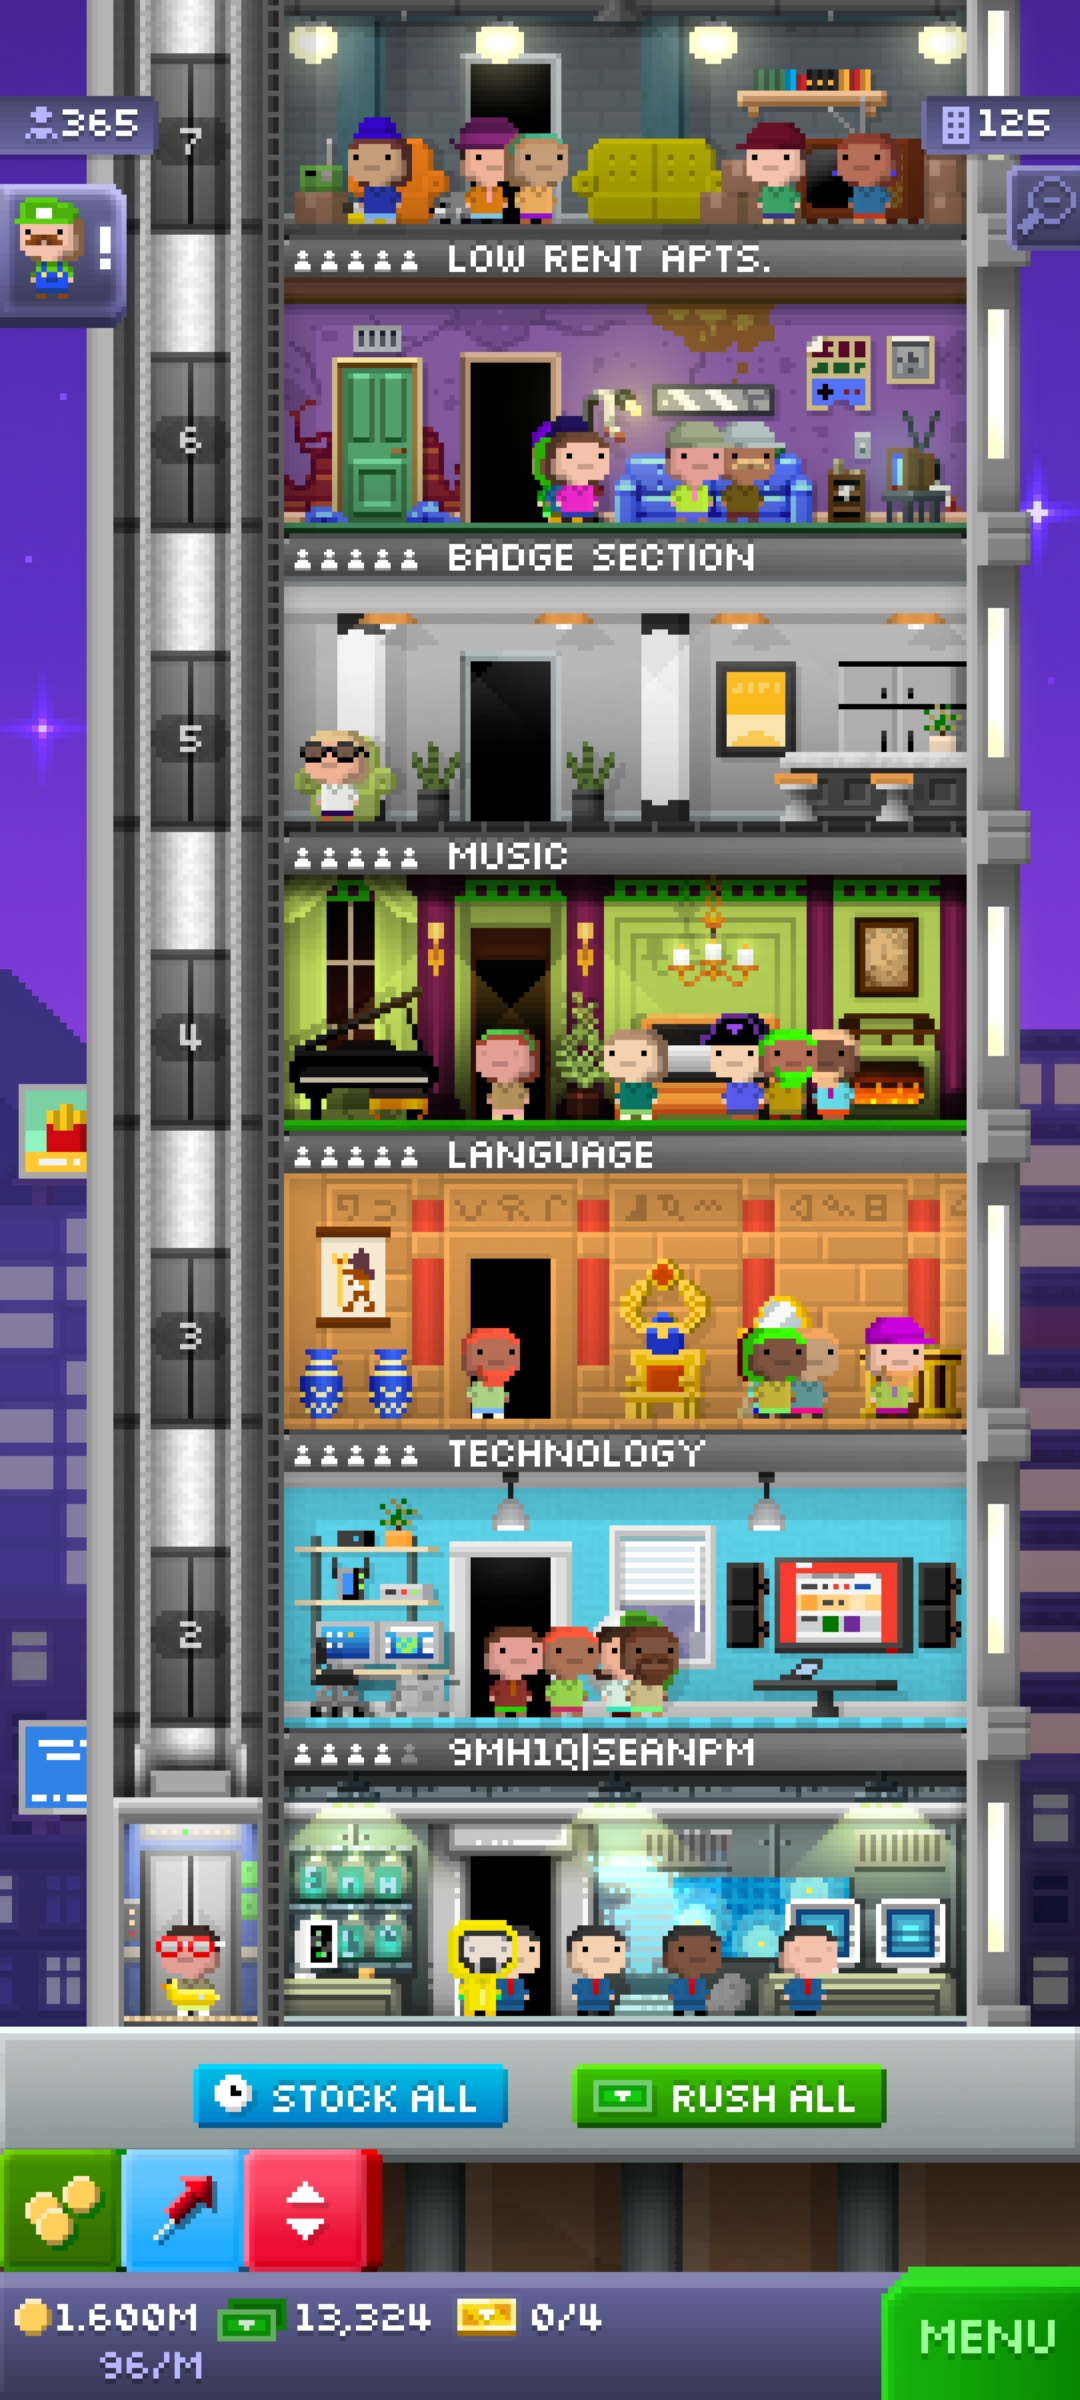 7
365
125
!
LOW RENT APTS.
6
BADGE SECTION
5
MUSIC
4
LANGUAGE
3
TECHNOLOGY
2
9MH1Q|SEANPM
STOCK ALL
RUSH ALL
1.600M
13,324
0/4
96/M
MENU